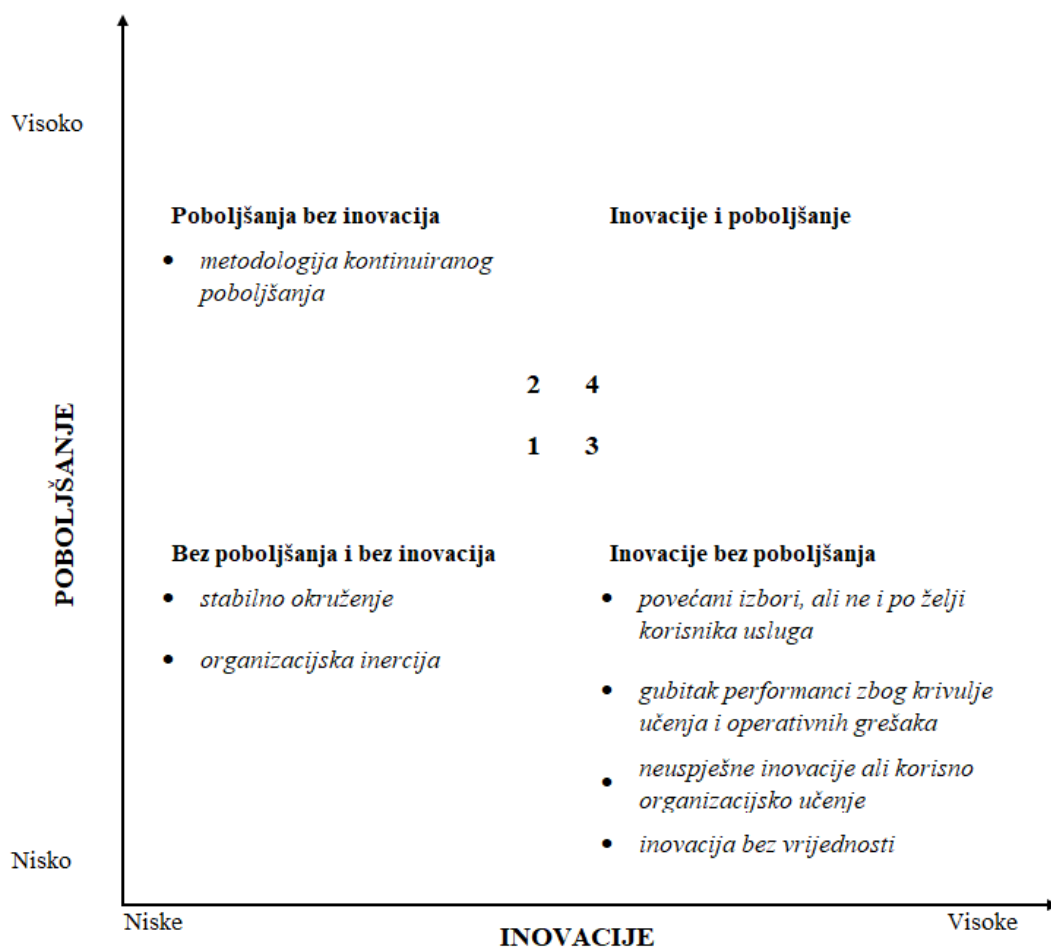 Visoko
Poboljšanja bez inovacija
Inovacije i poboljšanje
• metodologija kontinuiranog
poboljšanja
2 4
1 3
POBOLJŠANJE
Bez poboljšanja i bez inovacija
• stabilno okruženje
• organizacijska inercija
Inovacije bez poboljšanja
• povećani izbori, ali ne i po želji
korisnika usluga
• gubitak performanci zbog krivulje
učenja i operativnih grešaka
• neuspješne inovacije ali korisno
organizacijsko učenje
• inovacija bez vrijednosti
Nisko
Niske
Visoke
INOVACIJE